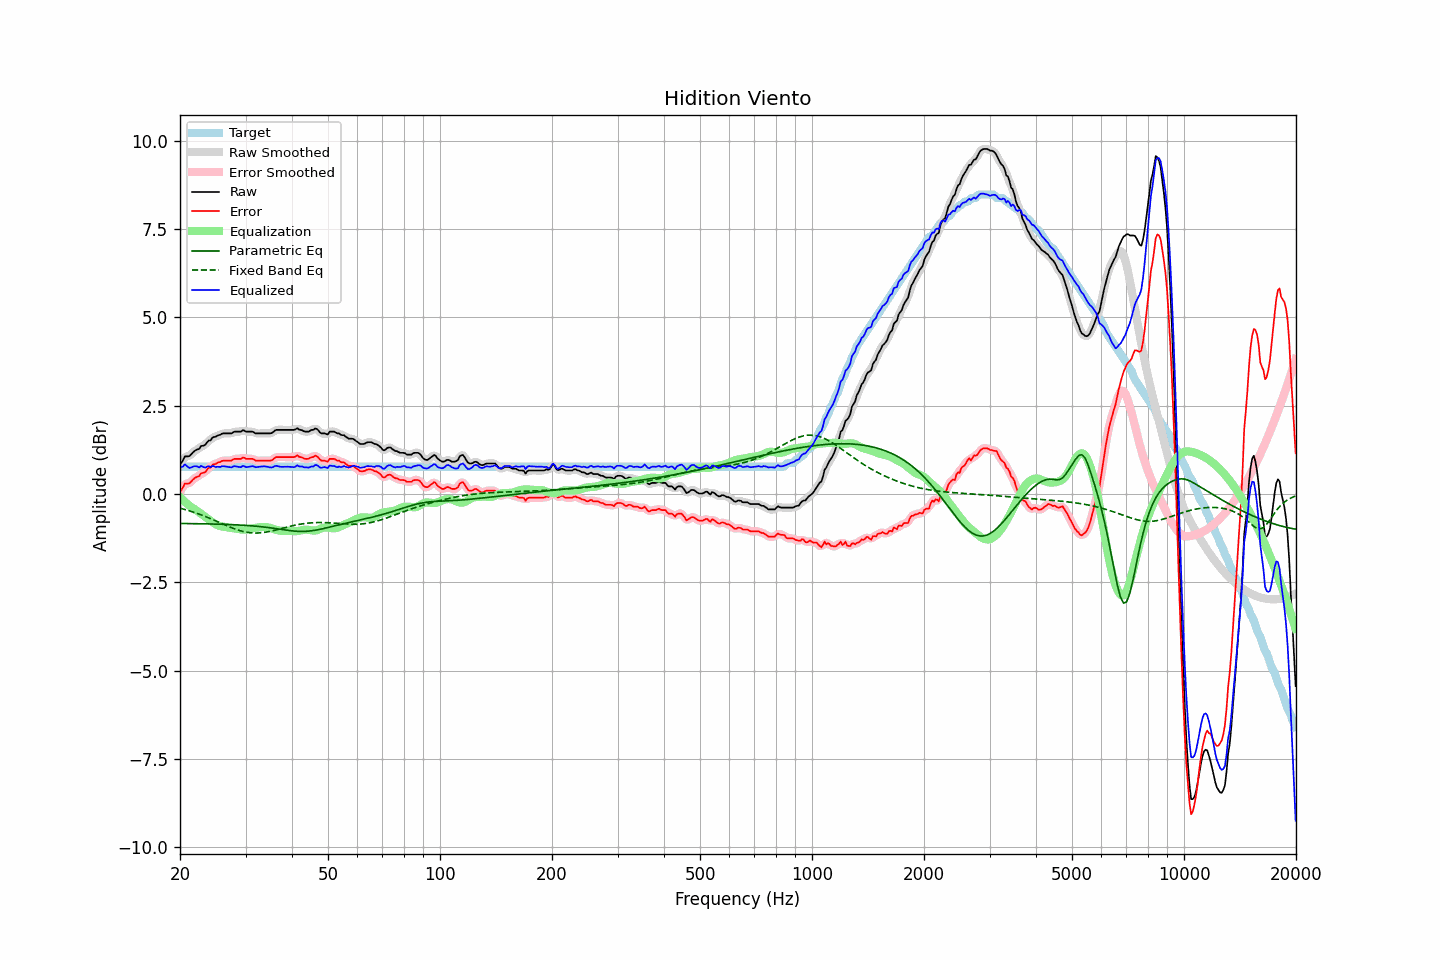 Hidition Viento
10.0
7.5
5.0
2.5
0.0
−2.5
−5.0
−7.5
−10.0
Amplitude (dBr)
Target
Raw Smoothed
Error Smoothed
Raw
Error
Equalization
Parametric Eq
Fixed Band Eq
Equalized
20 50 100 200 500 1000 2000 5000 10000 20000
Frequency (Hz)